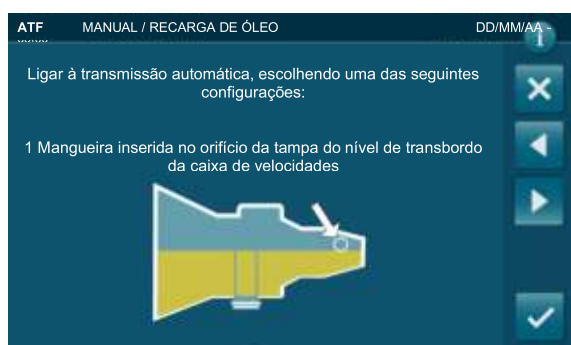 ATF MANUAL / RECARGA DE ÓLEO DD/MM/AA -
Ligar à transmissão automática, escolhendo uma das seguintes
configurações:
1 Mangueira inserida no orifício da tampa do nível de transbordo
da caixa de velocidades